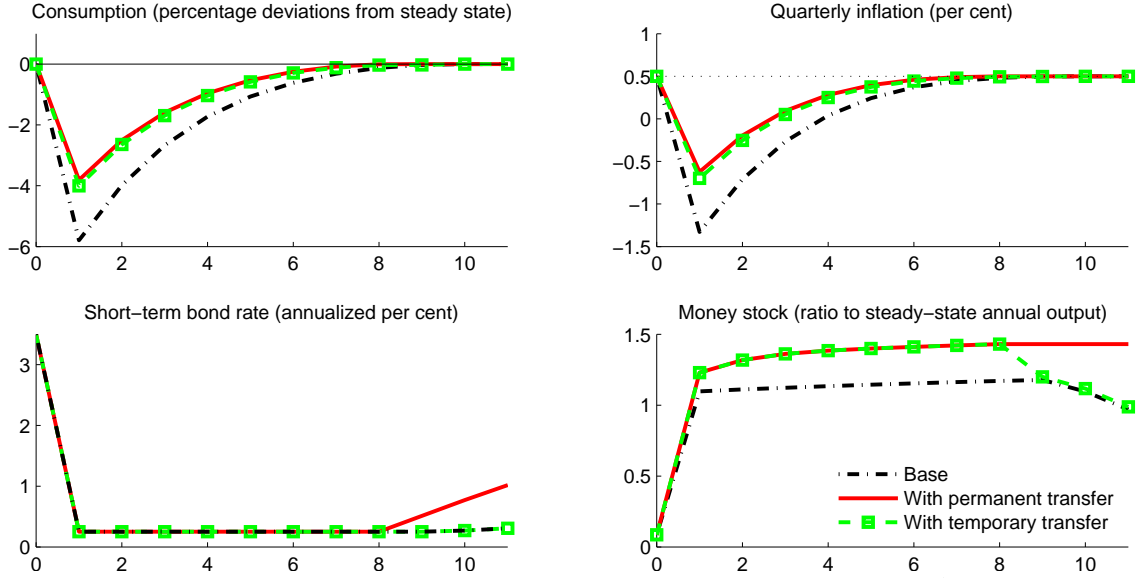 Consumption (percentage deviations from steady state)
0
−2
−4
−6
0 2 4 6 8 10
Quarterly inflation (per cent)
1
0.5
0
−0.5
−1
−1.5
0 2 4 6 8 10
Short−term bond rate (annualized per cent)
3
2
1
0
0 2 4 6 8 10
Money stock (ratio to steady−state annual output)
1.5
1
0.5
0
0 2 4 6 8 10
Base
With permanent transfer
With temporary transfer